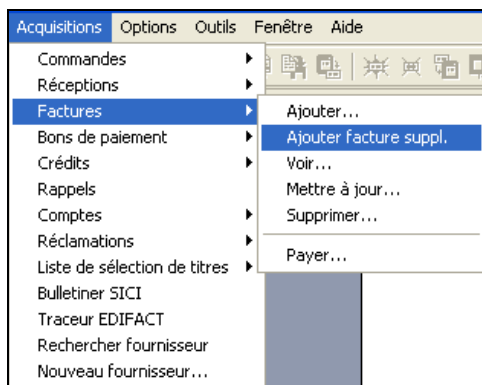 Acquisitions Options Outils Fenêtre Aide
Commandes
Réceptions
Factures
Bons de paiement
Crédits
Rappels
Comptes
Réclamations
Liste de sélection de titres
Bulletiner SICI
Traceur EDIFACT
Rechercher fournisseur
Nouveau fournisseur...
Ajouter...
Ajouter facture suppl.
Voir...
Mettre à jour...
Supprimer...
Payer...